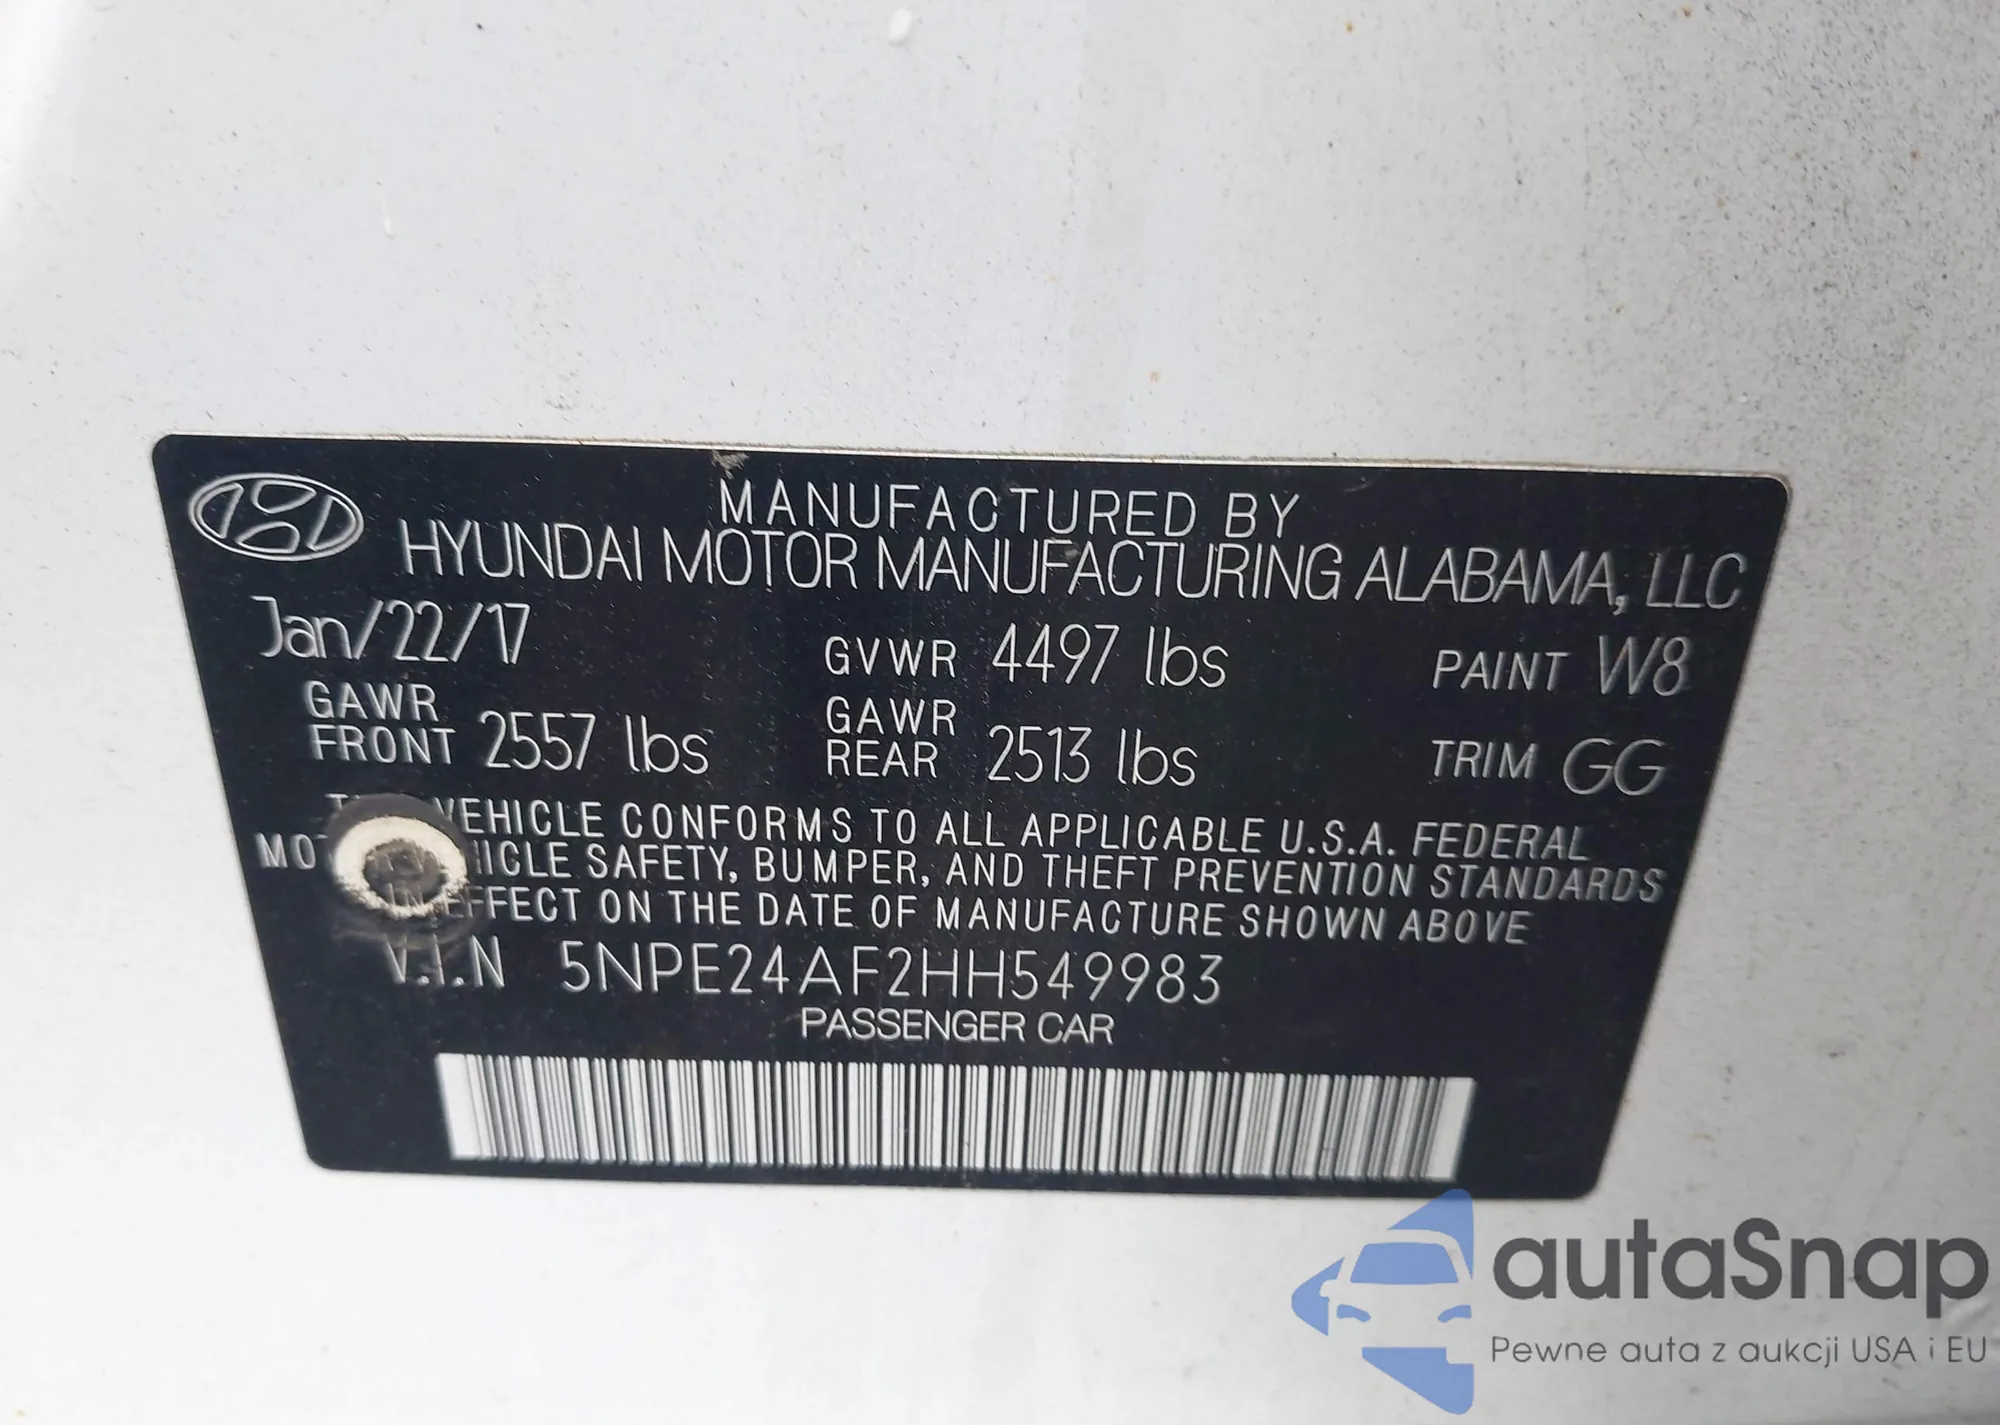 MANUFACTURED BY
HYUNDAI MOTOR MANUFACTURING ALABAMA, LLC
Jan/22/17 GVWR 4497 lbs PAINT W8
GAWR FRONT 2557 lbs GAWR REAR 2513 lbs TRIM GG
VEHICLE CONFORMS TO ALL APPLICABLE U.S.A. FEDERAL
SAFETY, BUMPER, AND THEFT PREVENTION STANDARDS
IN EFFECT ON THE DATE OF MANUFACTURE SHOWN ABOVE
V.I.N 5NPE24AF2HH549983
PASSENGER CAR
autaSnap
Pewne auta z aukcji USA i EU